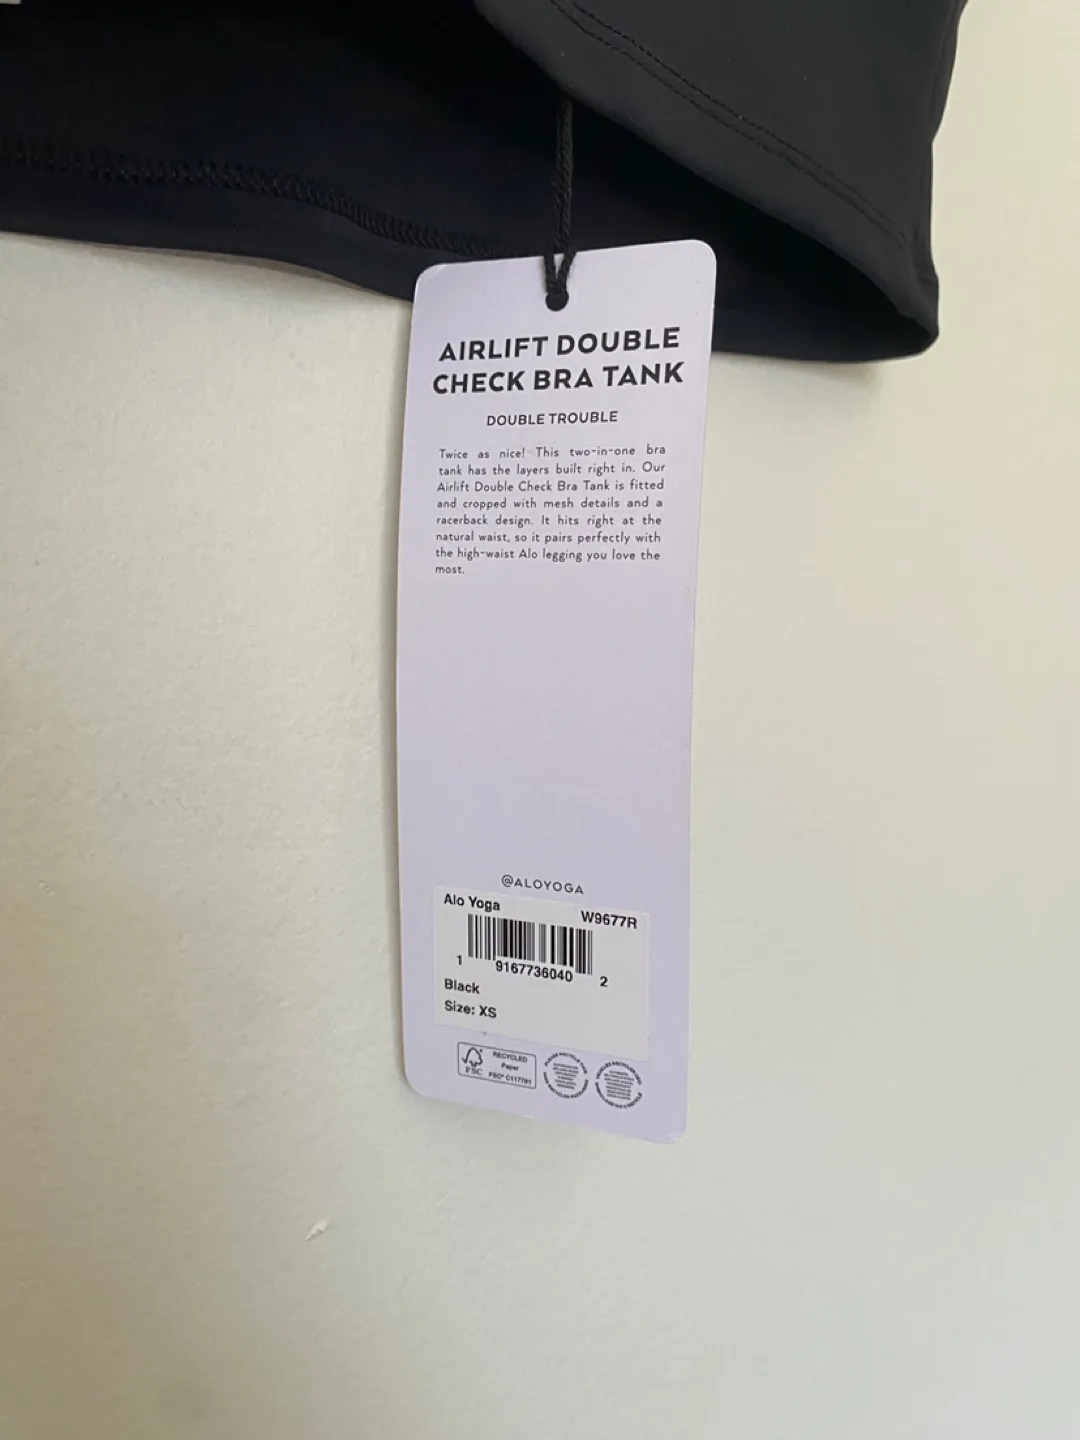 AIRLIFT DOUBLE
CHECK BRA TANK
DOUBLE TROUBLE
Twice as nice! This two-in-one bra
tank has the layers built right in. Our
Airlift Double Check Bra Tank is fitted
and cropped with mesh details and a
racerback design. It hits right at the
natural waist, so it pairs perfectly with
the high-waist Alo legging you love the
most.
@ALOYOGA
Alo Yoga
W9677R
1 9167736040 2
Black
Size: XS
RECYCLED
Paper
FSC
FSC® C117781